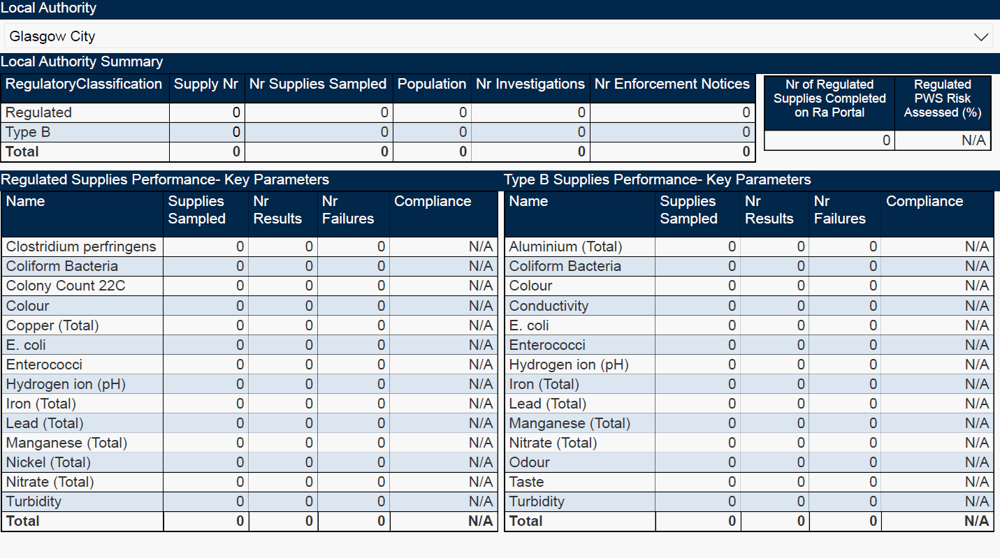 Local Authority
Glasgow City
Local Authority Summary
RegulatoryClassification Supply Nr Nr Supplies Sampled Population Nr Investigations Nr Enforcement Notices
Regulated 0 0 0 0 0
Type B 0 0 0 0 0
Total 0 0 0 0 0
Nr of Regulated Regulated
Supplies Completed PWS Risk
on Ra Portal Assessed (%)
0 N/A
Regulated Supplies Performance- Key Parameters
Name Supplies Nr Nr Compliance
Sampled Results Failures
Clostridium perfringens 0 0 0 N/A
Coliform Bacteria 0 0 0 N/A
Colony Count 22C 0 0 0 N/A
Colour 0 0 0 N/A
Copper (Total) 0 0 0 N/A
E. coli 0 0 0 N/A
Enterococci 0 0 0 N/A
Hydrogen ion (pH) 0 0 0 N/A
Iron (Total) 0 0 0 N/A
Lead (Total) 0 0 0 N/A
Manganese (Total) 0 0 0 N/A
Nickel (Total) 0 0 0 N/A
Nitrate (Total) 0 0 0 N/A
Turbidity 0 0 0 N/A
Total 0 0 0 N/A
Type B Supplies Performance- Key Parameters
Name Supplies Nr Nr Compliance
Sampled Results Failures
Aluminium (Total) 0 0 0 N/A
Coliform Bacteria 0 0 0 N/A
Colour 0 0 0 N/A
Conductivity 0 0 0 N/A
E. coli 0 0 0 N/A
Enterococci 0 0 0 N/A
Hydrogen ion (pH) 0 0 0 N/A
Iron (Total) 0 0 0 N/A
Lead (Total) 0 0 0 N/A
Manganese (Total) 0 0 0 N/A
Nitrate (Total) 0 0 0 N/A
Odour 0 0 0 N/A
Taste 0 0 0 N/A
Turbidity 0 0 0 N/A
Total 0 0 0 N/A